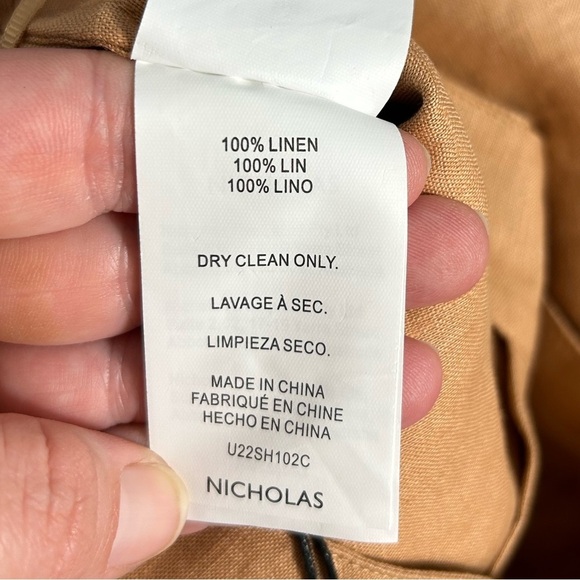 100% LINEN
100% LIN
100% LINO
DRY CLEAN ONLY.
LAVAGE À SEC.
LIMPIEZA SECO.
MADE IN CHINA
FABRIQUÉ EN CHINE
HECHO EN CHINA
U22SH102C
NICHOLAS